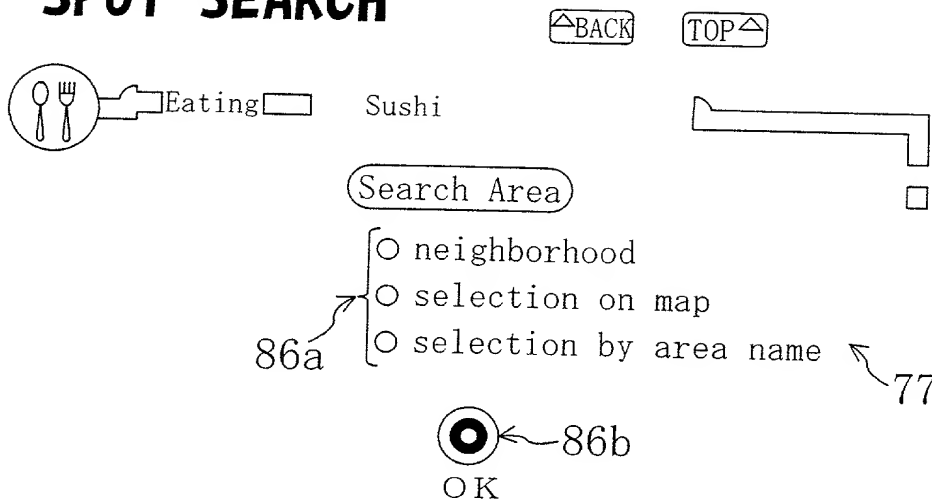 SPOT SEARCH
BACK TOP
Eating Sushi
Search Area
neighborhood
selection on map
selection by area name
86a
77
86b
OK